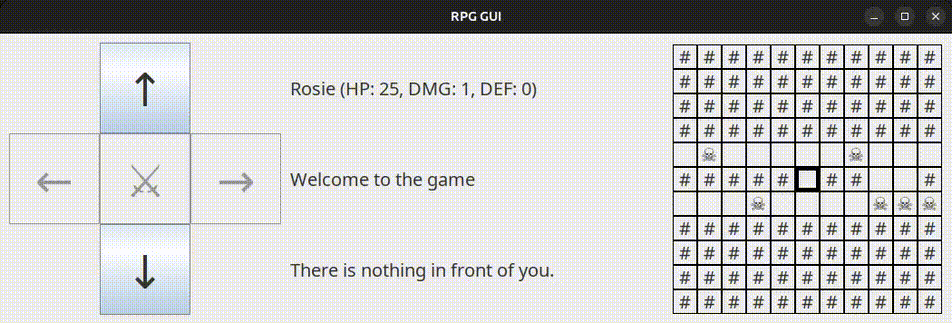 RPG GUI
↑
← ⚔ →
↓
Rosie (HP: 25, DMG: 1, DEF: 0)
Welcome to the game
There is nothing in front of you.
# # # # # # # # # # #
# # # # # # # # # # #
# # # # # # # # # # #
# # # # # # # # # # #
☠ ☠
# # # # # # # #
☠ ☠ ☠ ☠
# # # # # # # # # # #
# # # # # # # # # # #
# # # # # # # # # # #
# # # # # # # # # # #